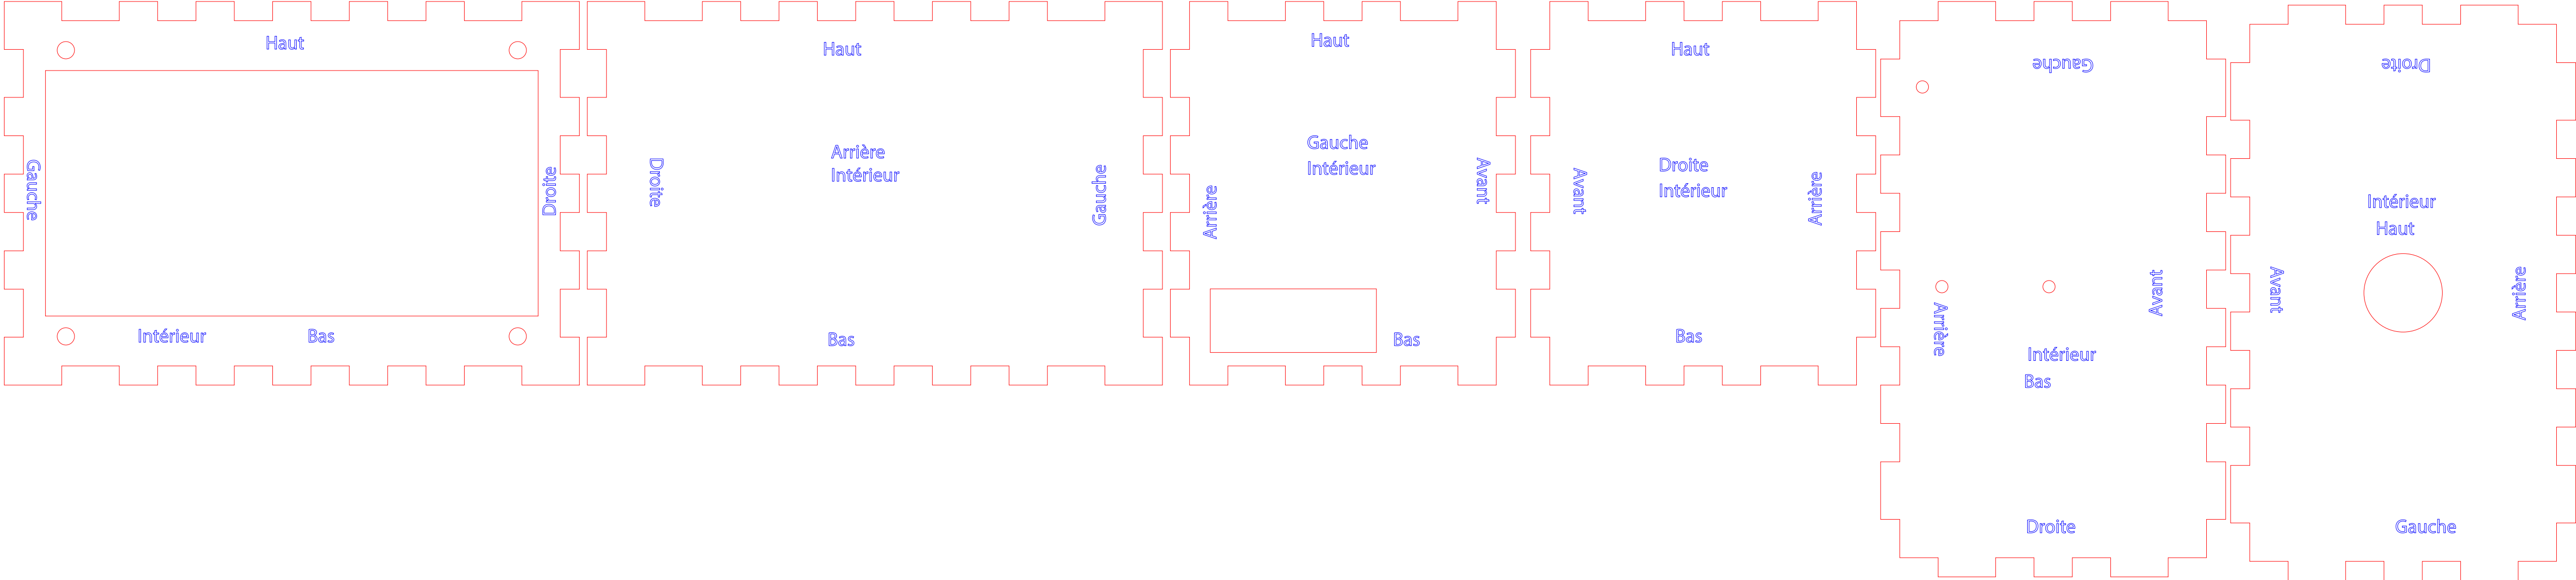 Haut
Gauche
Droite
Intérieur
Bas
Haut
Arrière
Intérieur
Droite
Gauche
Bas
Haut
Gauche
Intérieur
Arrière
Avant
Bas
Haut
Droite
Intérieur
Avant
Arrière
Bas
Gauche
Avant
Arrière
Intérieur
Bas
Droite
Droite
Intérieur
Haut
Avant
Arrière
Gauche